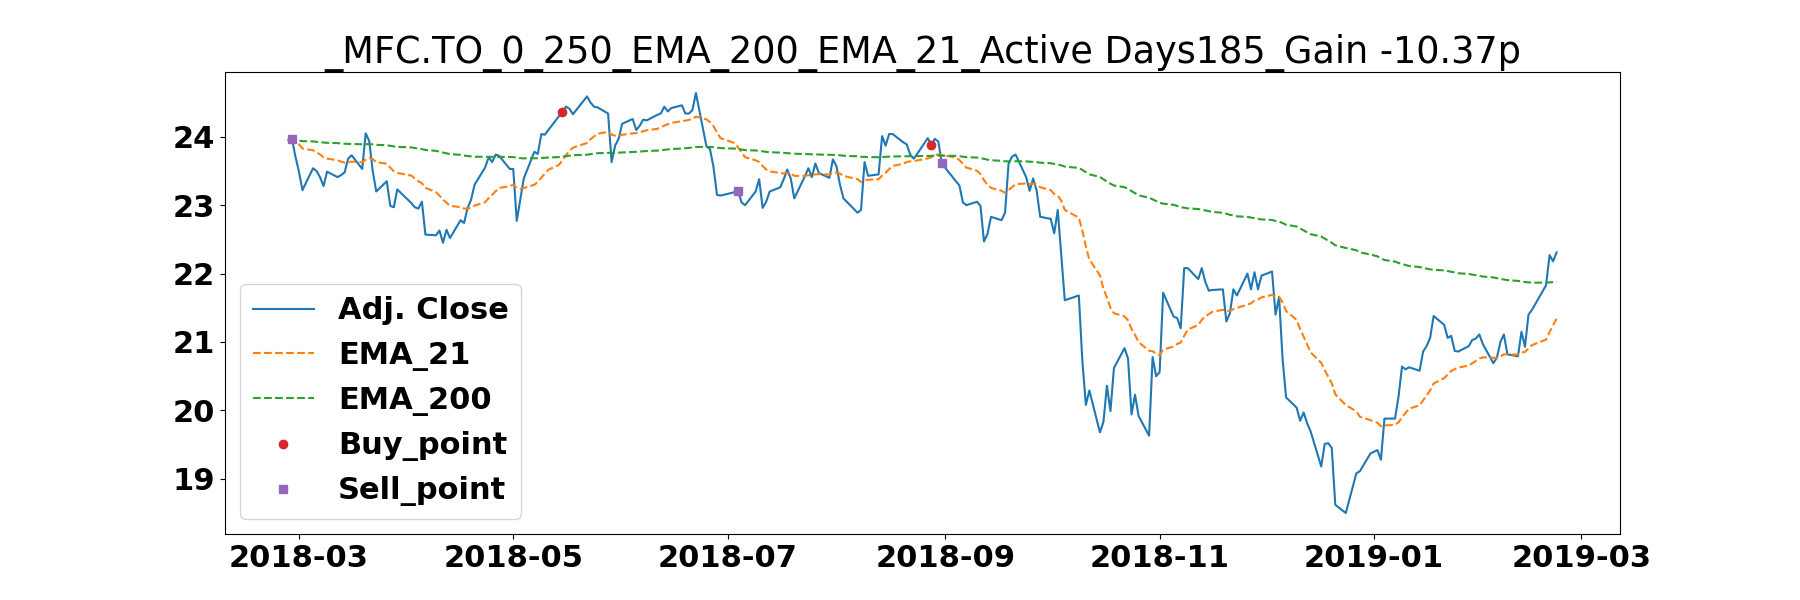 _MFC.TO_0_250_EMA_200_EMA_21_Active Days185_Gain -10.37p
24
23
22
21
20
19
Adj. Close
EMA_21
EMA_200
Buy_point
Sell_point
2018-03 2018-05 2018-07 2018-09 2018-11 2019-01 2019-03